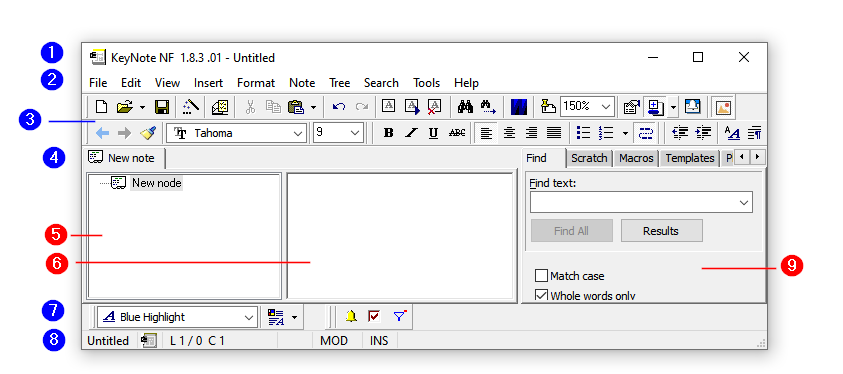 1 KeyNote NF 1.8.3 .01 - Untitled
2 File Edit View Insert Format Note Tree Search Tools Help
150%
3
Tahoma 9 B I U ABC
4 New note Find Scratch Macros Templates P
New node Find text:
5 Find All Results
6 9
Match case
Whole words only
7 Blue Highlight
8 Untitled L 1 / 0 C 1 MOD INS